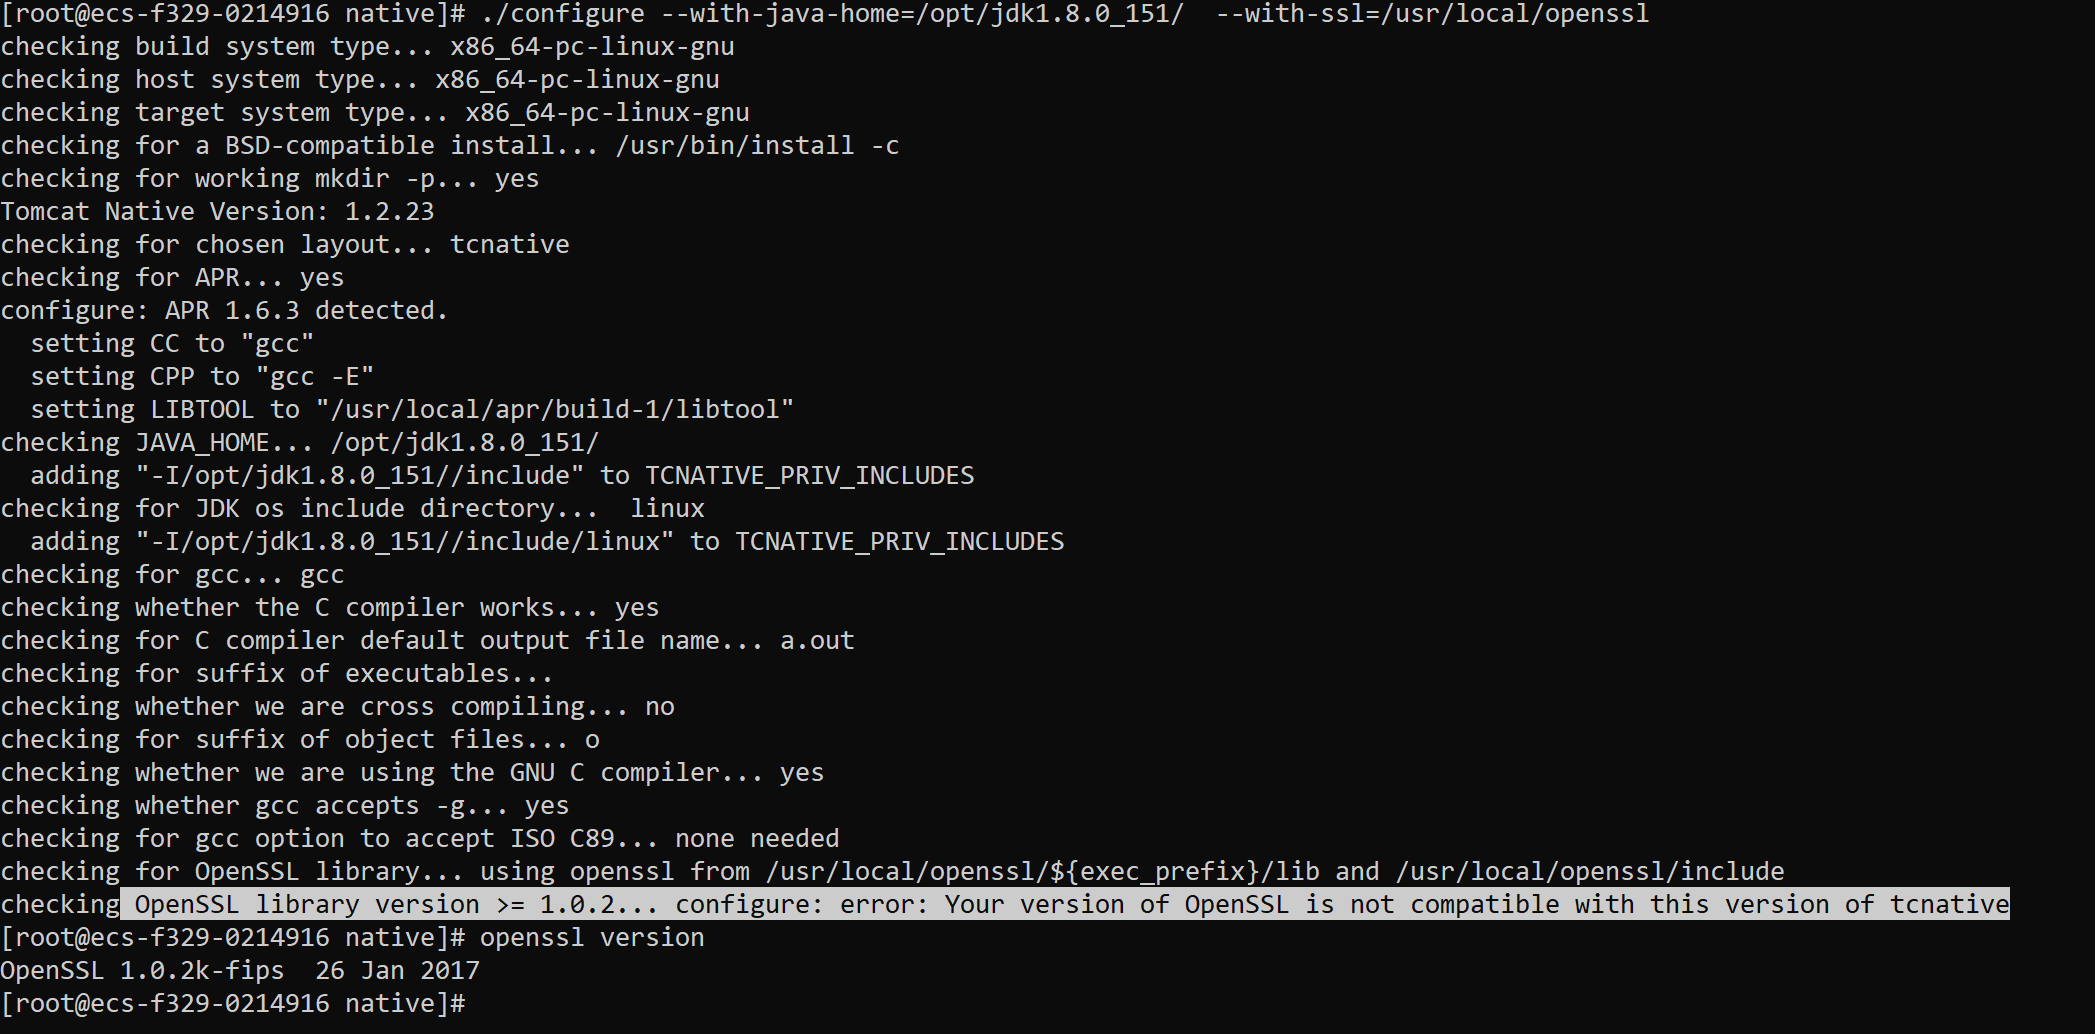 [root@ecs-f329-0214916 native]# ./configure --with-java-home=/opt/jdk1.8.0_151/  --with-ssl=/usr/local/openssl
checking build system type... x86_64-pc-linux-gnu
checking host system type... x86_64-pc-linux-gnu
checking target system type... x86_64-pc-linux-gnu
checking for a BSD-compatible install... /usr/bin/install -c
checking for working mkdir -p... yes
Tomcat Native Version: 1.2.23
checking for chosen layout... tcnative
checking for APR... yes
configure: APR 1.6.3 detected.
  setting CC to "gcc"
  setting CPP to "gcc -E"
  setting LIBTOOL to "/usr/local/apr/build-1/libtool"
checking JAVA_HOME... /opt/jdk1.8.0_151/
  adding "-I/opt/jdk1.8.0_151//include" to TCNATIVE_PRIV_INCLUDES
checking for JDK os include directory...  linux
  adding "-I/opt/jdk1.8.0_151//include/linux" to TCNATIVE_PRIV_INCLUDES
checking for gcc... gcc
checking whether the C compiler works... yes
checking for C compiler default output file name... a.out
checking for suffix of executables...
checking whether we are cross compiling... no
checking for suffix of object files... o
checking whether we are using the GNU C compiler... yes
checking whether gcc accepts -g... yes
checking for gcc option to accept ISO C89... none needed
checking for OpenSSL library... using openssl from /usr/local/openssl/${exec_prefix}/lib and /usr/local/openssl/include
checking OpenSSL library version >= 1.0.2... configure: error: Your version of OpenSSL is not compatible with this version of tcnative
[root@ecs-f329-0214916 native]# openssl version
OpenSSL 1.0.2k-fips  26 Jan 2017
[root@ecs-f329-0214916 native]#